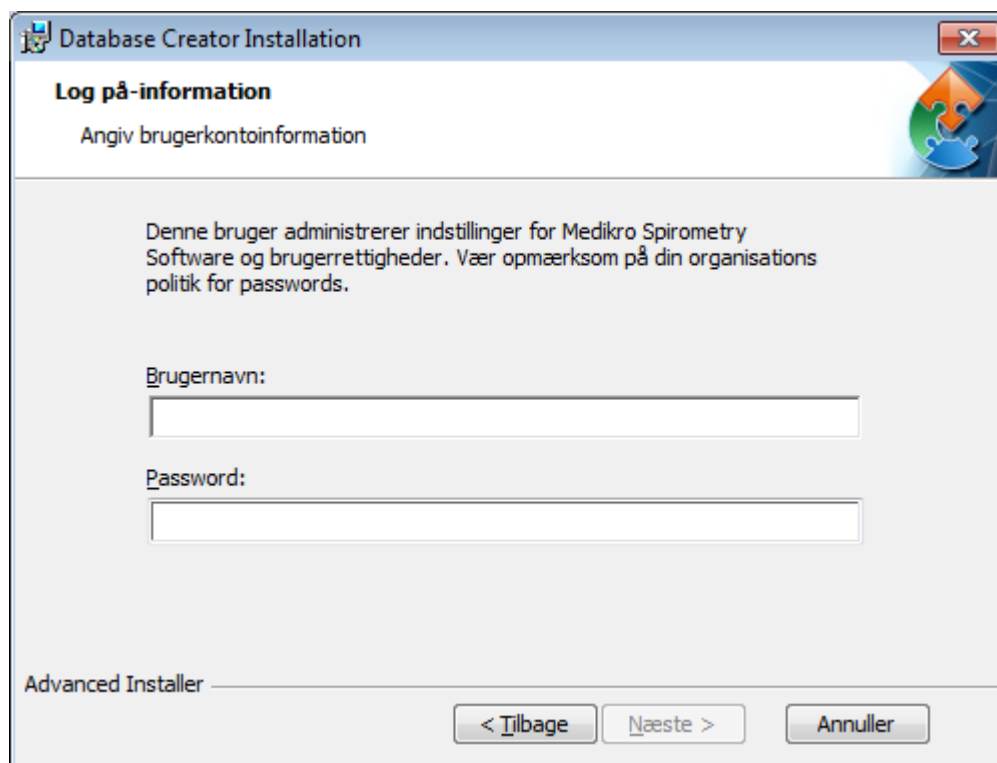 Database Creator Installation
Log på-information
Angiv brugerkontoinformation
Denne bruger administrerer indstillinger for Medikro Spirometry
Software og brugerrettigheder. Vær opmærksom på din organisations
politik for passwords.
Brugernavn:
Password:
Advanced Installer
< Tilbage
Næste >
Annuller